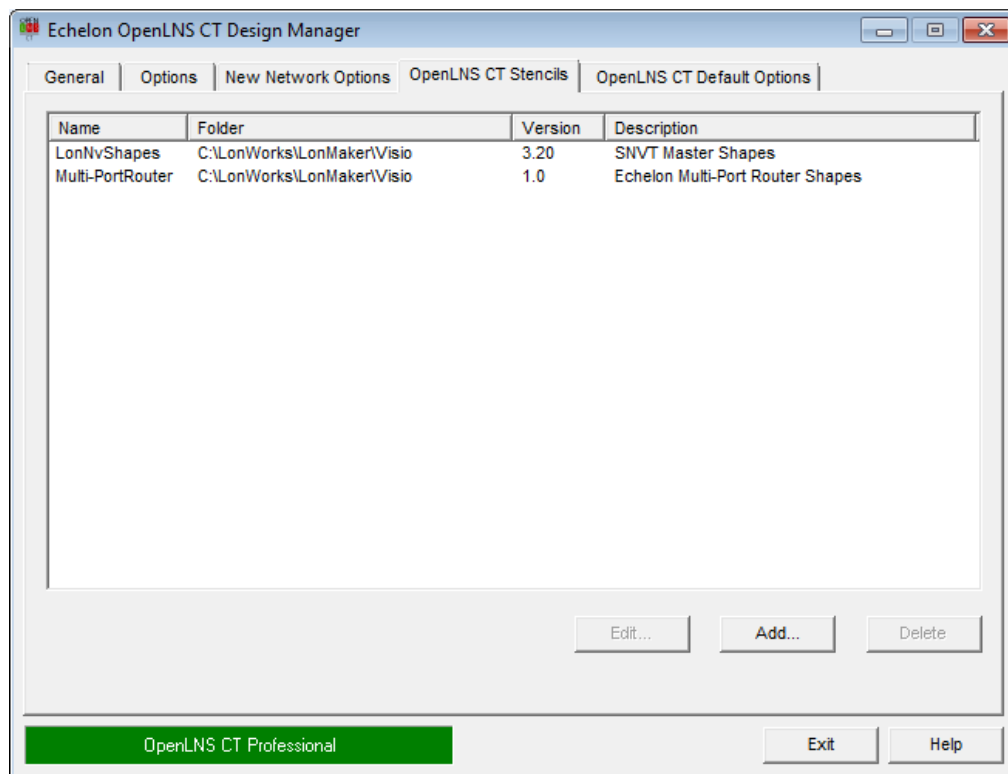 Echelon OpenLNS CT Design Manager
General Options New Network Options OpenLNS CT Stencils OpenLNS CT Default Options
Name Folder Version Description
LonNvShapes C:\LonWorks\LonMaker\Visio 3.20 SNVT Master Shapes
Multi-PortRouter C:\LonWorks\LonMaker\Visio 1.0 Echelon Multi-Port Router Shapes
Edit... Add... Delete
OpenLNS CT Professional Exit Help